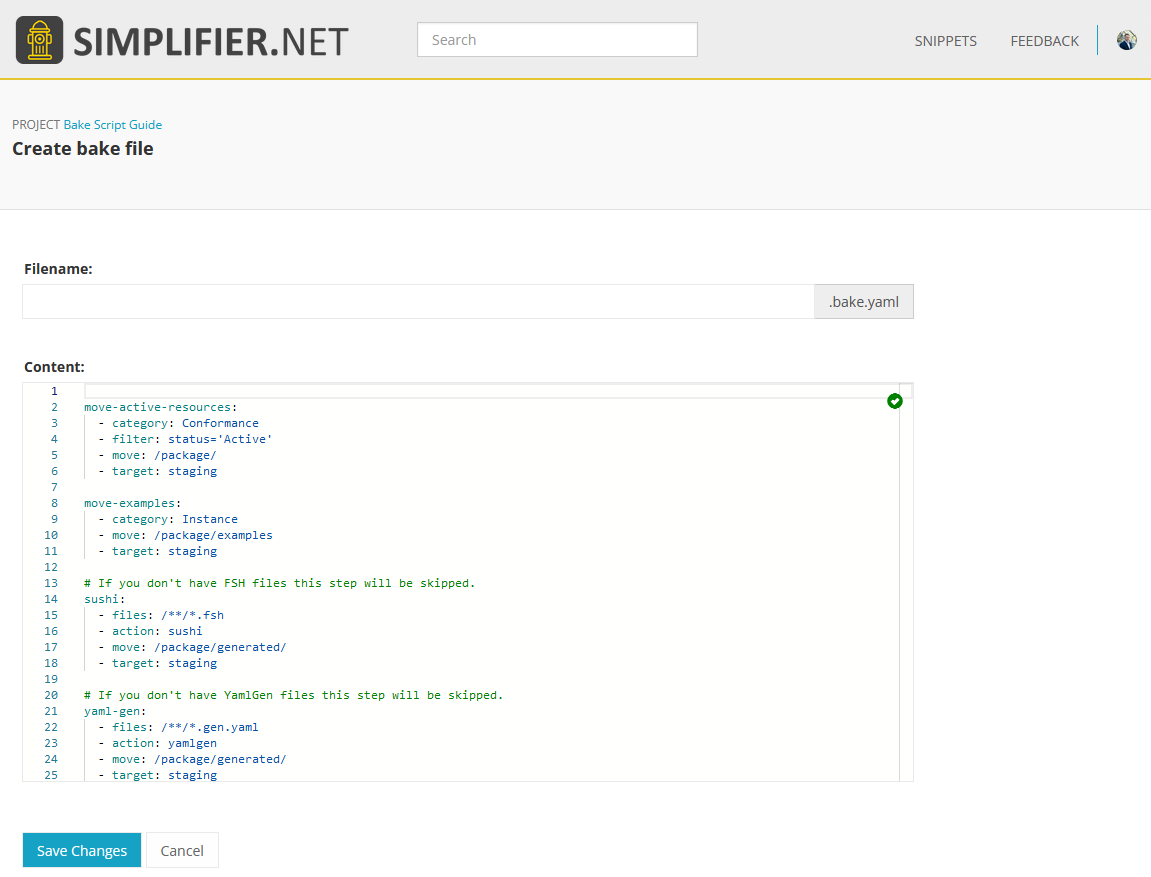 SIMPLIFIER.NET
Search
SNIPPETS
FEEDBACK
PROJECT Bake Script Guide
Create bake file
Filename:
.bake.yaml
Content:
1
2 move-active-resources:
3   - category: Conformance
4   - filter: status='Active'
5   - move: /package/
6   - target: staging
7
8 move-examples:
9   - category: Instance
10   - move: /package/examples
11   - target: staging
12
13 # If you don't have FSH files this step will be skipped.
14 sushi:
15   - files: /**/*.fsh
16   - action: sushi
17   - move: /package/generated/
18   - target: staging
19
20 # If you don't have YamlGen files this step will be skipped.
21 yaml-gen:
22   - files: /**/*.gen.yaml
23   - action: yamlgen
24   - move: /package/generated/
25   - target: staging
Save Changes
Cancel